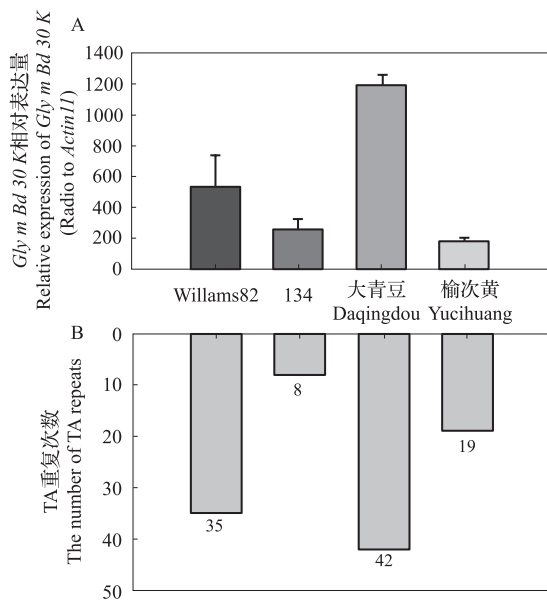 A
Gly m Bd 30 K相对表达量
Relative expression of Gly m Bd 30 K
(Radio to Actin11)
1400
1200
1000
800
600
400
200
0
Willams82
134
大青豆
Daqingdou
榆次黄
Yucihuang
B
TA重复次数
The number of TA repeats
0
10
20
30
40
50
35
8
42
19